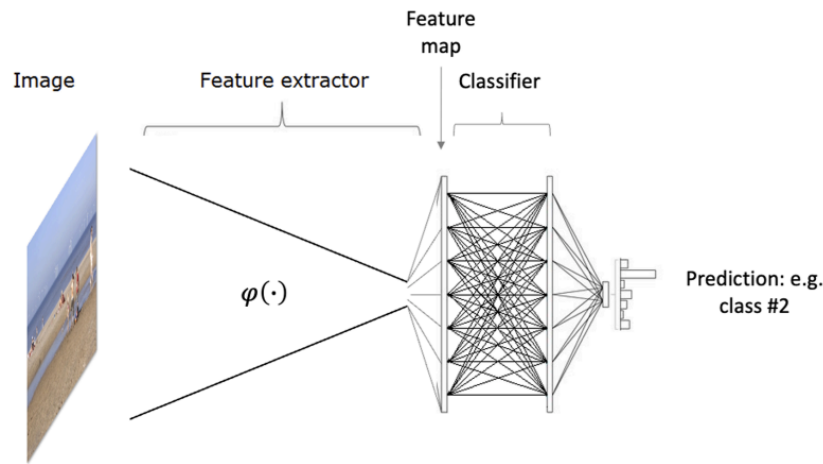 Feature
map
Image
Feature extractor
Classifier
φ(·)
Prediction: e.g.
class #2